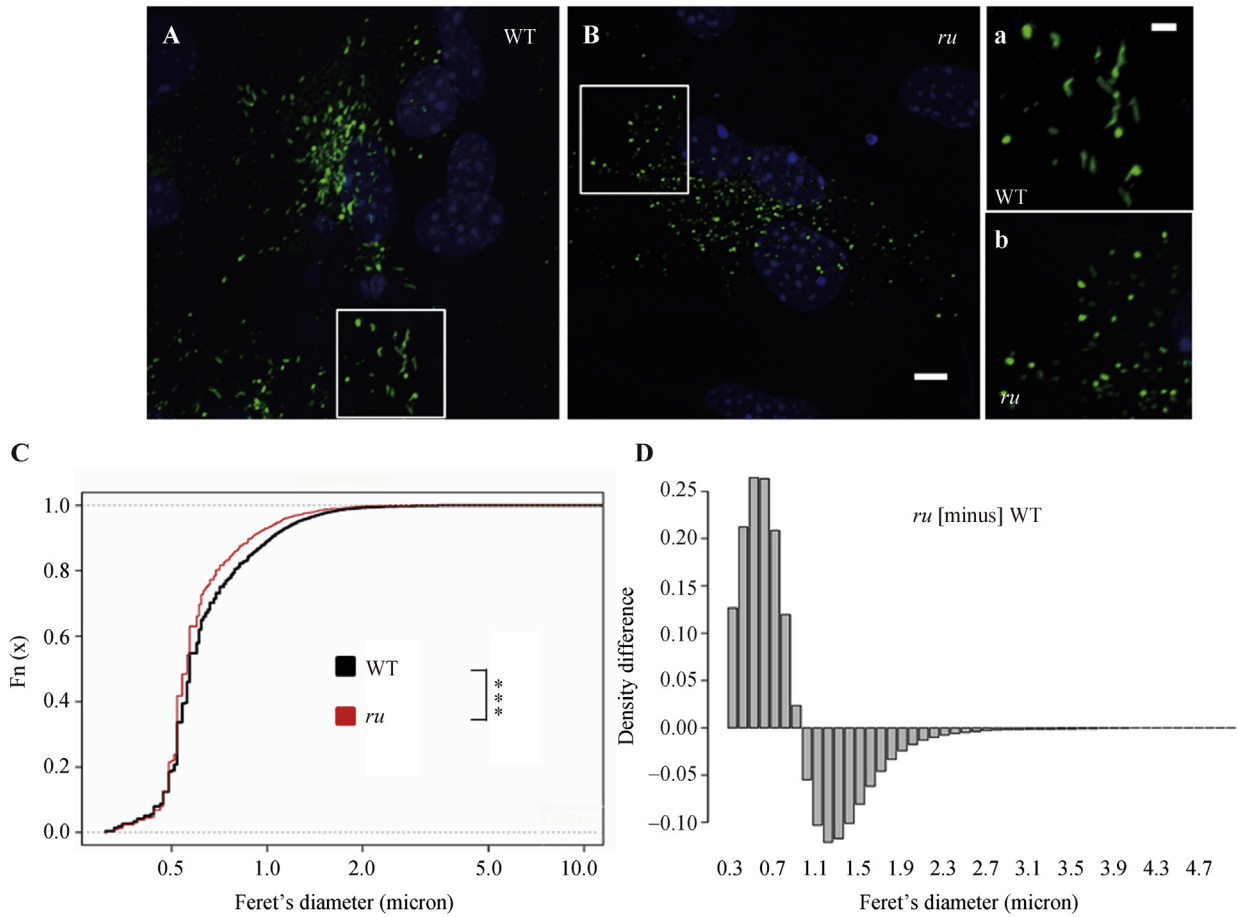 A
WT
B
ru
a
WT
b
ru
C
1.0
0.8
0.6
0.4
0.2
0.0
Fn (x)
WT
ru
***
0.5 1.0 2.0 5.0 10.0
Feret’s diameter (micron)
D
ru [minus] WT
0.25
0.20
0.15
0.10
0.05
0.00
−0.05
−0.10
Density difference
0.3 0.7 1.1 1.5 1.9 2.3 2.7 3.1 3.5 3.9 4.3 4.7
Feret’s diameter (micron)